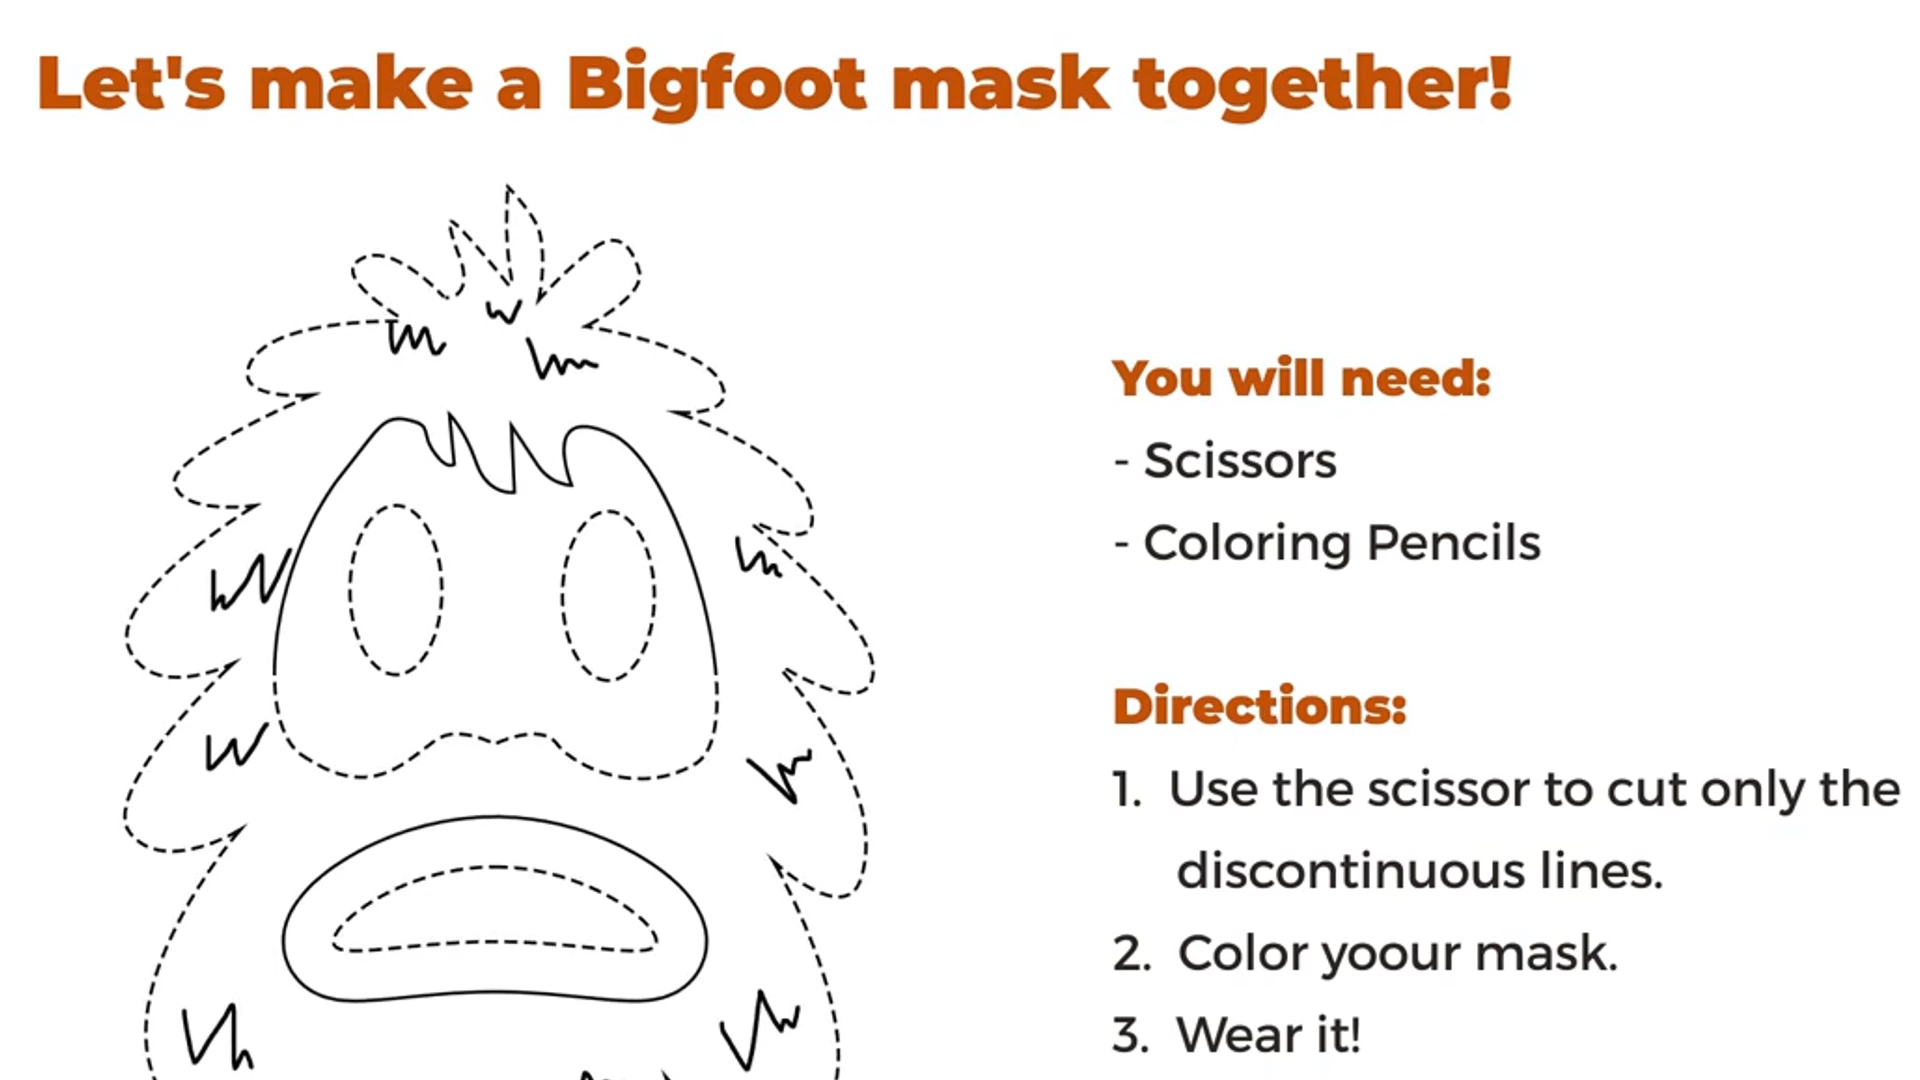 Let's make a Bigfoot mask together!
You will need:
- Scissors
- Coloring Pencils
Directions:
1. Use the scissor to cut only the
discontinuous lines.
2. Color yoour mask.
3. Wear it!